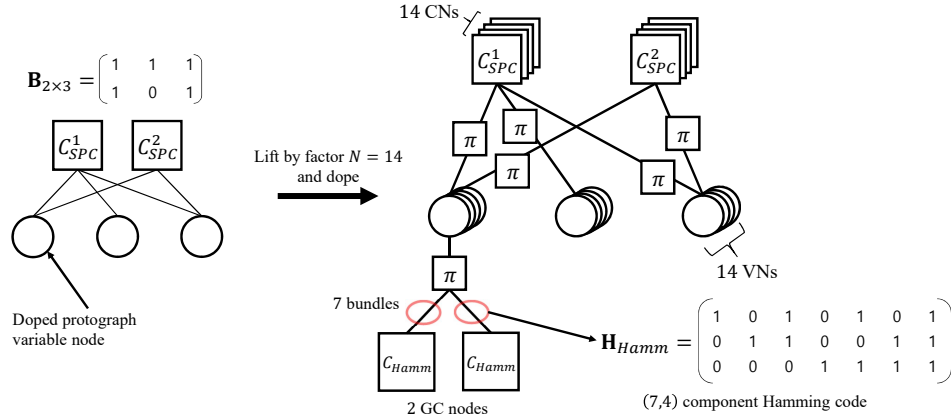 14 CNs
B2×3 = ( 1 1 1
1 0 1 )
C¹SPC
C²SPC
C¹SPC
C²SPC
Lift by factor N = 14
and dope
π
π
π
π
14 VNs
Doped protograph
variable node
π
7 bundles
CHamm
CHamm
2 GC nodes
HHamm = ( 1 0 1 0 1 0 1
0 1 1 0 0 1 1
0 0 0 1 1 1 1 )
(7,4) component Hamming code